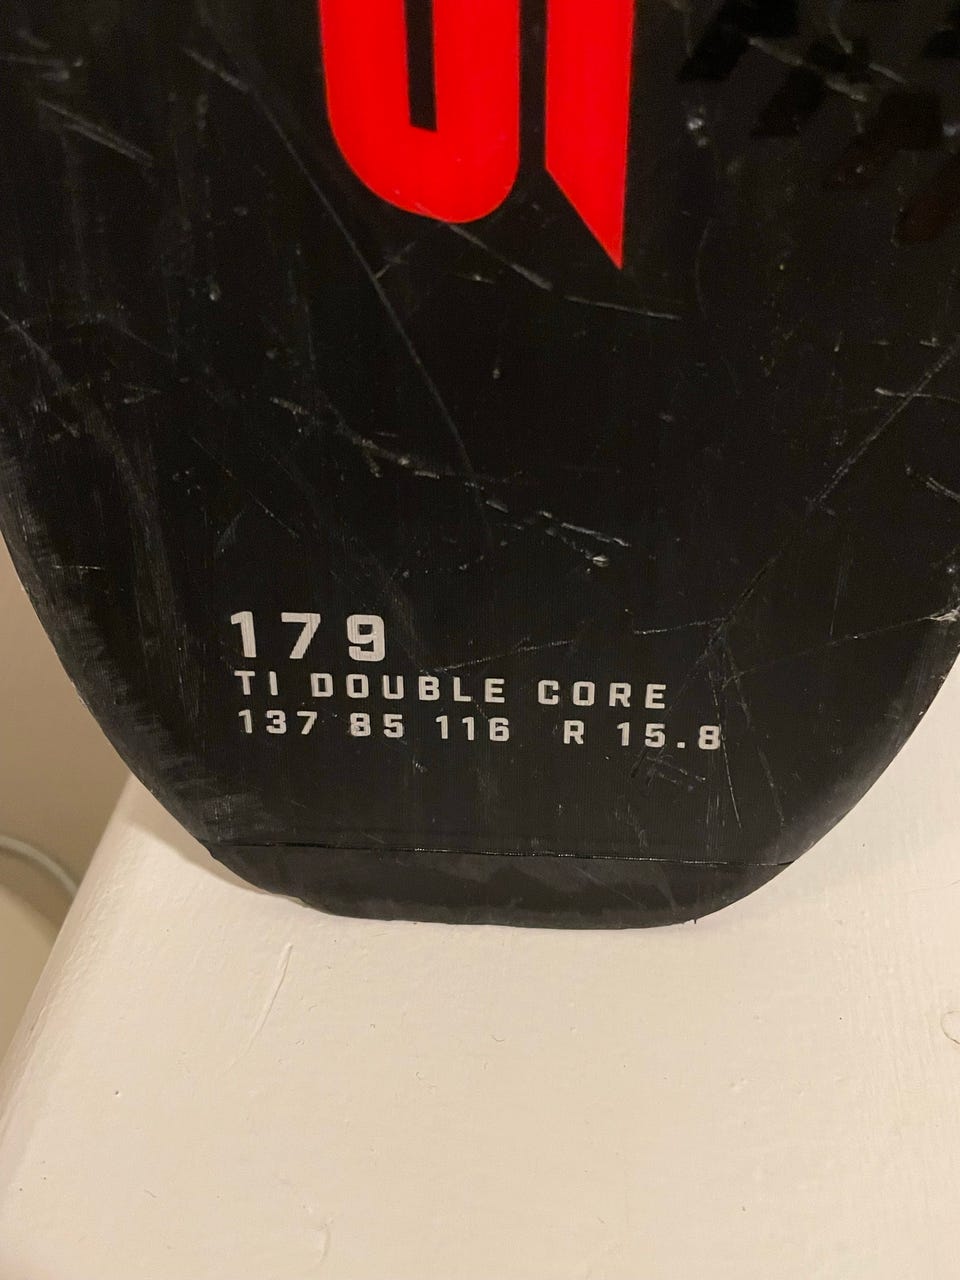 179
TI DOUBLE CORE
137 85 116 R 15.8